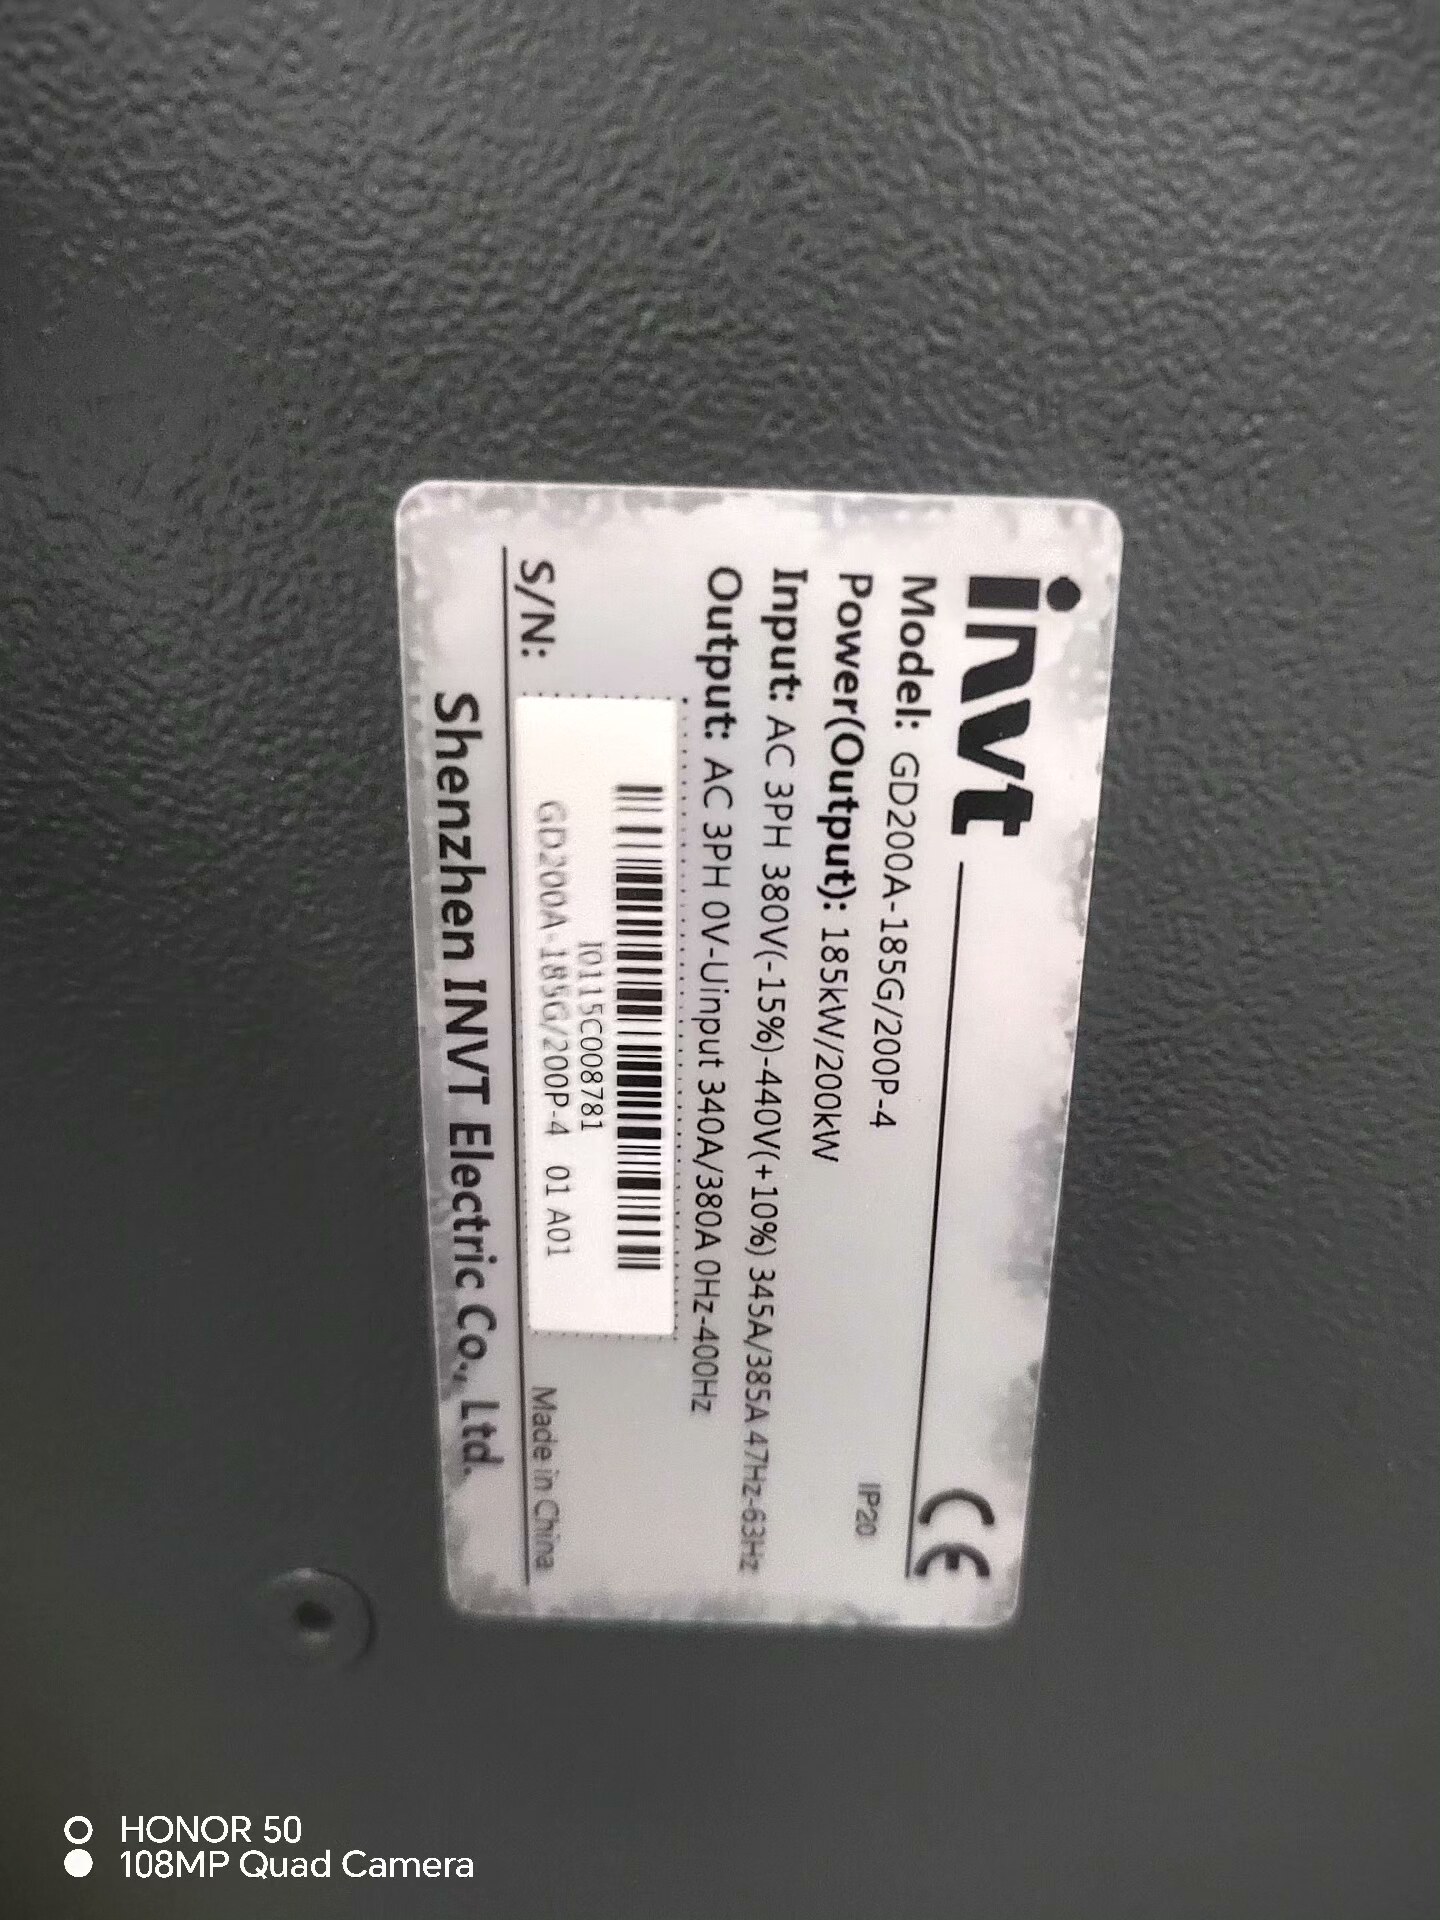 invt
CE
Model: GD200A-185G/200P-4
IP20
Power(Output): 185kW/200kW
Input: AC 3PH 380V(-15%)-440V(+10%) 345A/385A 47Hz-63Hz
Output: AC 3PH 0V-Uinput 340A/380A 0Hz-400Hz
I0115C008781
S/N:
GD200A-185G/200P-4 01 A01
Made in China
Shenzhen INVT Electric Co., Ltd.
HONOR 50
108MP Quad Camera